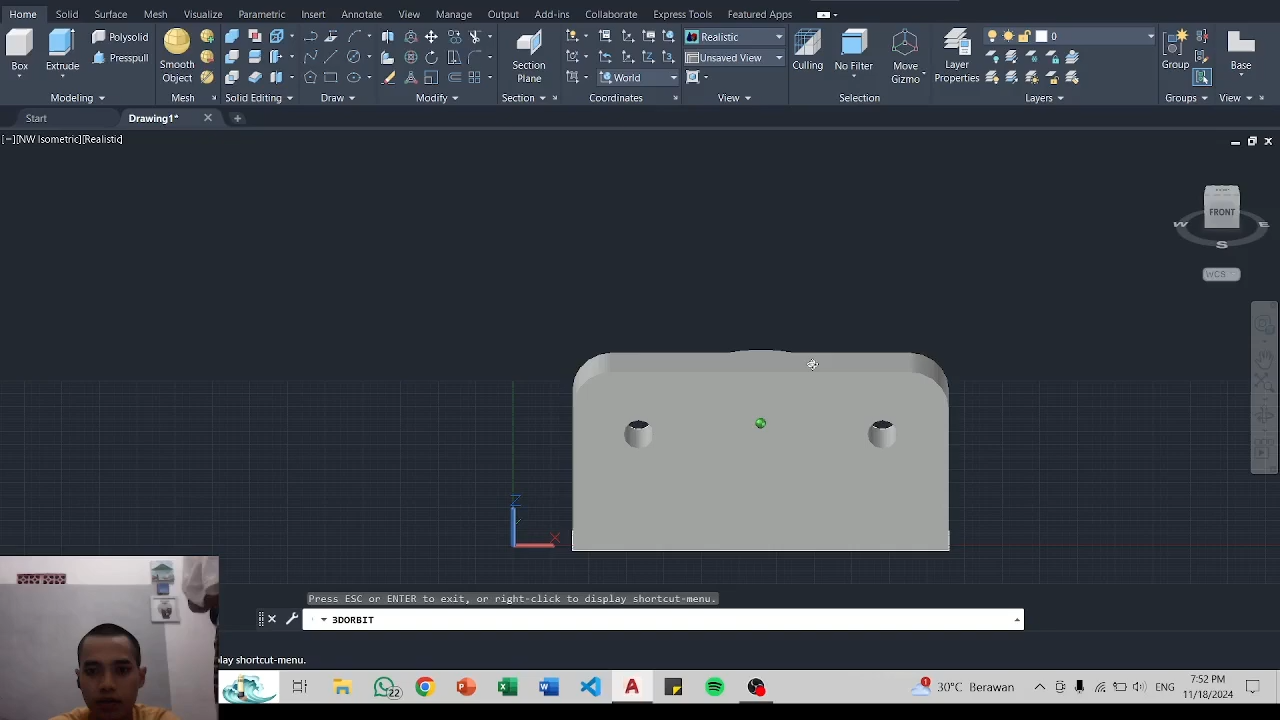 Home Solid Surface Mesh Visualize Parametric Insert Annotate View Manage Output Add-ins Collaborate Express Tools Featured Apps
Box Extrude Polysolid Presspull Smooth Object Section Plane Realistic Unsaved View World Culling No Filter Move Gizmo Layer Properties 0 Group Base
Modeling Mesh Solid Editing Draw Modify Section Coordinates View Selection Layers Groups View
Start Drawing1*
[−][NW Isometric][Realistic]
FRONT
W E
S
WCS
Z
X
Press ESC or ENTER to exit, or right-click to display shortcut-menu.
3DORBIT
lay shortcut-menu.
22 1 30°C Berawan ENG 7:52 PM
11/18/2024